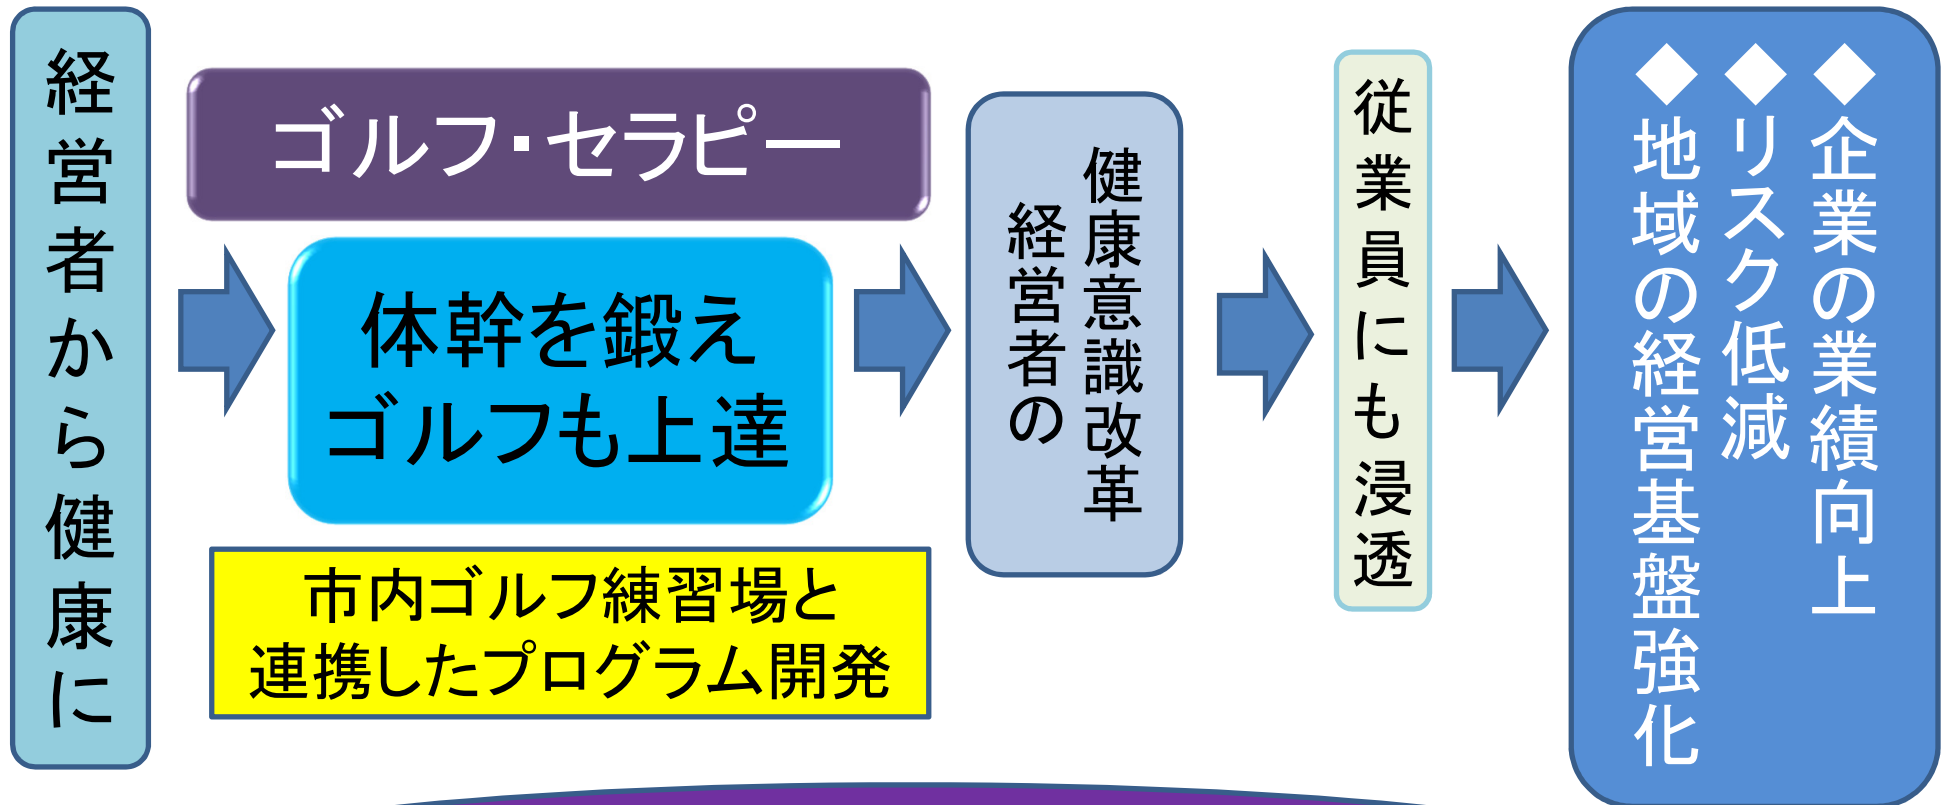 経営者から健康に
ゴルフ・セラピー
体幹を鍛え
ゴルフも上達
市内ゴルフ練習場と
連携したプログラム開発
健康意識改革
経営者の
従業員にも浸透
◆企業の業績向上
◆リスク低減
◆地域の経営基盤強化